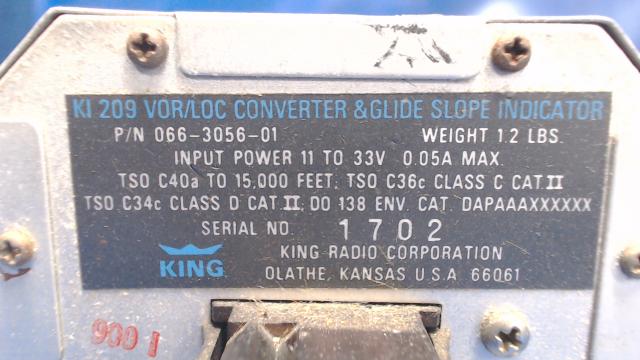 KI 209 VOR/LOC CONVERTER & GLIDE SLOPE INDICATOR
P/N 066-3056-01 WEIGHT 1.2 LBS.
INPUT POWER 11 TO 33V 0.05A MAX.
TSO C40a TO 15,000 FEET; TSO C36c CLASS C CAT. II
TSO C34c CLASS D CAT. II; DO 138 ENV. CAT. DAPAAAXXXXXX
SERIAL NO. 1702
KING KING RADIO CORPORATION
OLATHE, KANSAS U.S.A. 66061